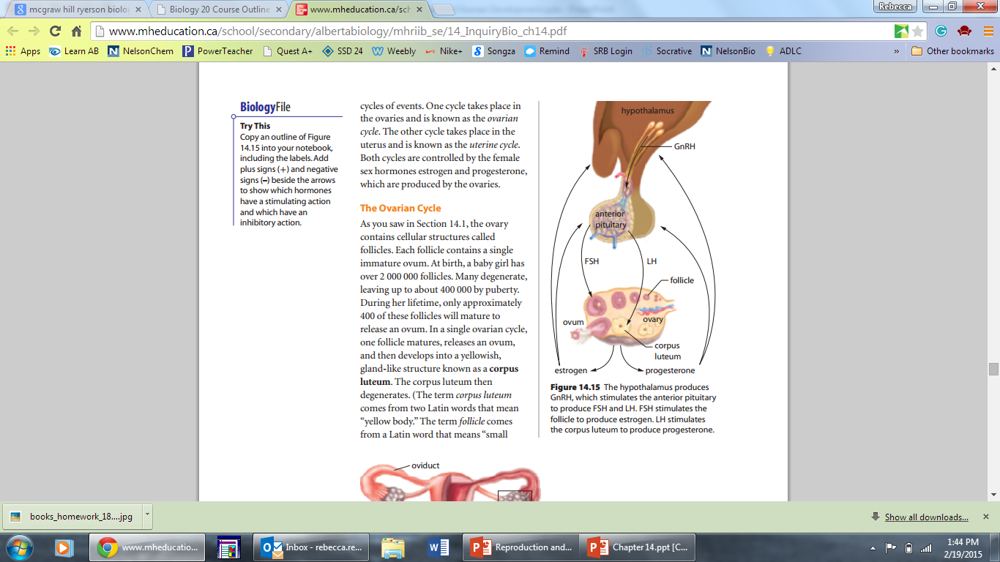 mcgraw hill ryerson biolog
Biology 20 Course Outline
www.mheducation.ca/sch
Rebecca
www.mheducation.ca/school/secondary/albertabiology/mhriib_se/14_InquiryBio_ch14.pdf
Apps
Learn AB
NelsonChem
PowerTeacher
Quest A+
SSD 24
Weebly
Nike+
Songza
Remind
SRB Login
Socrative
NelsonBio
ADLC
»
Other bookmarks
BiologyFile
Try This
Copy an outline of Figure
14.15 into your notebook,
including the labels. Add
plus signs (+) and negative
signs (–) beside the arrows
to show which hormones
have a stimulating action
and which have an
inhibitory action.
cycles of events. One cycle takes place in
the ovaries and is known as the ovarian
cycle. The other cycle takes place in the
uterus and is known as the uterine cycle.
Both cycles are controlled by the female
sex hormones estrogen and progesterone,
which are produced by the ovaries.
The Ovarian Cycle
As you saw in Section 14.1, the ovary
contains cellular structures called
follicles. Each follicle contains a single
immature ovum. At birth, a baby girl has
over 2 000 000 follicles. Many degenerate,
leaving up to about 400 000 by puberty.
During her lifetime, only approximately
400 of these follicles will mature to
release an ovum. In a single ovarian cycle,
one follicle matures, releases an ovum,
and then develops into a yellowish,
gland-like structure known as a corpus
luteum. The corpus luteum then
degenerates. (The term corpus luteum
comes from two Latin words that mean
“yellow body.” The term follicle comes
from a Latin word that means “small
hypothalamus
GnRH
anterior
pituitary
FSH
LH
follicle
ovum
ovary
corpus
luteum
estrogen
progesterone
Figure 14.15 The hypothalamus produces
GnRH, which stimulates the anterior pituitary
to produce FSH and LH. FSH stimulates the
follicle to produce estrogen. LH stimulates
the corpus luteum to produce progesterone.
oviduct
books_homework_18....jpg
Show all downloads...
www.mheducatio...
Inbox - rebecca.re...
Reproduction and...
Chapter 14.ppt [C...
1:44 PM
2/19/2015